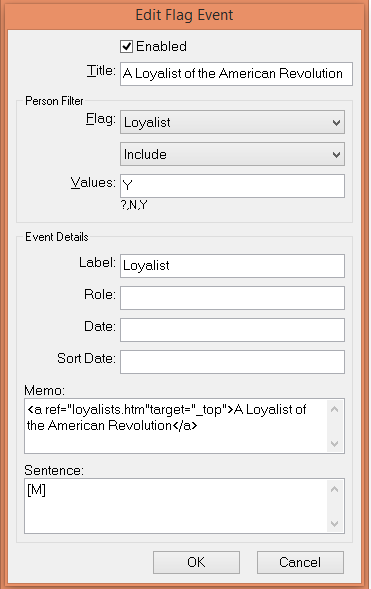 Edit Flag Event
Enabled
Title: A Loyalist of the American Revolution
Person Filter
Flag: Loyalist
Include
Values: Y
?,N,Y
Event Details
Label: Loyalist
Role:
Date:
Sort Date:
Memo:
<a ref="loyalists.htm"target="_top">A Loyalist of
the American Revolution</a>
Sentence:
[M]
OK Cancel